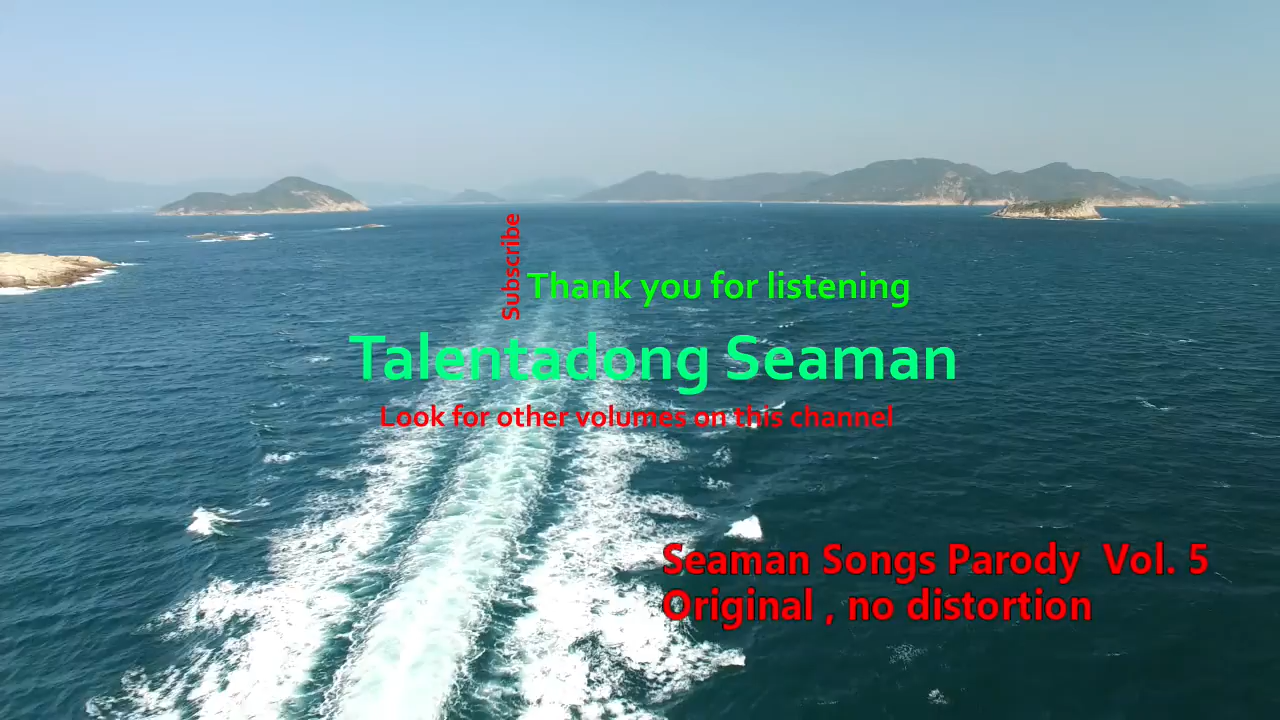 Subscribe
Thank you for listening
Talentadong Seaman
Look for other volumes on this channel
Seaman Songs Parody  Vol. 5
Original , no distortion